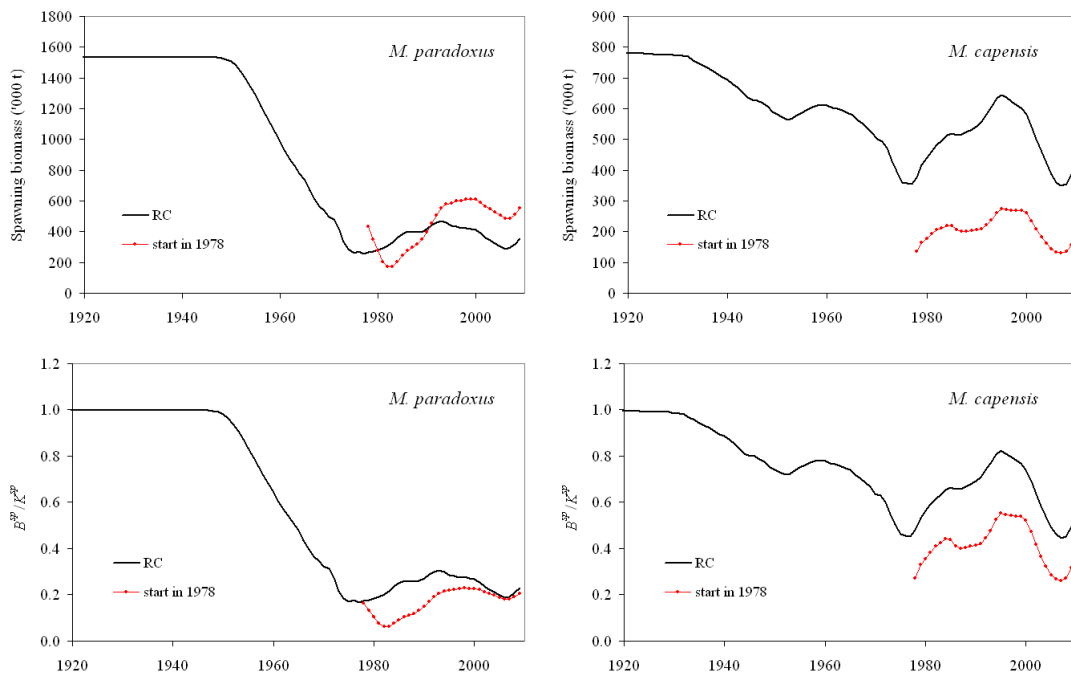 1800
1600
1400
1200
1000
800
600
400
200
0
Spawning biomass ('000 t)
M. paradoxus
RC
start in 1978
1920 1940 1960 1980 2000
900
800
700
600
500
400
300
200
100
0
Spawning biomass ('000 t)
M. capensis
RC
start in 1978
1920 1940 1960 1980 2000
1.2
1.0
0.8
0.6
0.4
0.2
0.0
B^sp/K^sp
M. paradoxus
RC
start in 1978
1920 1940 1960 1980 2000
1.2
1.0
0.8
0.6
0.4
0.2
0.0
B^sp/K^sp
M. capensis
RC
start in 1978
1920 1940 1960 1980 2000